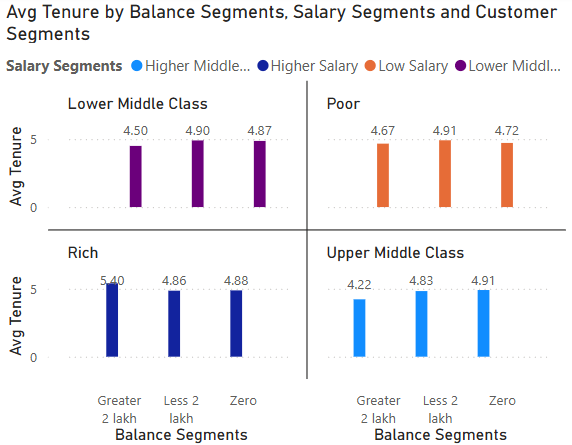 Avg Tenure by Balance Segments, Salary Segments and Customer
Segments
Salary Segments Higher Middle... Higher Salary Low Salary Lower Middl...
Lower Middle Class
Poor
Avg Tenure
5
0
4.50 4.90 4.87
4.67 4.91 4.72
Rich
Upper Middle Class
Avg Tenure
5
0
5.40 4.86 4.88
4.22 4.83 4.91
Greater
2 lakh
Less 2
lakh
Zero
Greater
2 lakh
Less 2
lakh
Zero
Balance Segments
Balance Segments